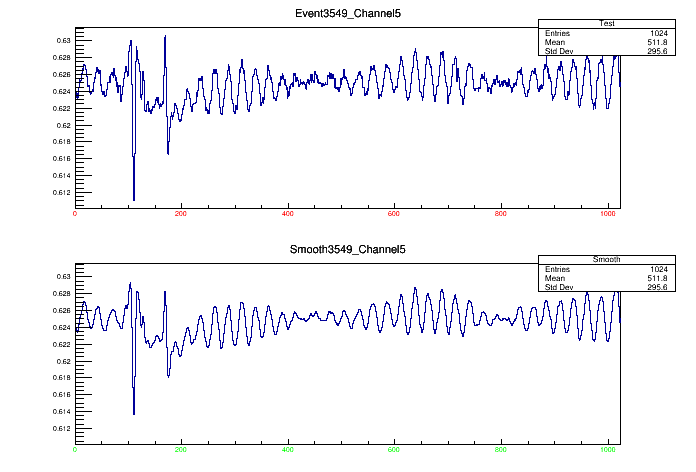 Event3549_Channel5
Test
Entries 1024
Mean 511.8
Std Dev 295.6
0.63
0.628
0.626
0.624
0.622
0.62
0.618
0.616
0.614
0.612
0 200 400 600 800 1000
Smooth3549_Channel5
Smooth
Entries 1024
Mean 511.8
Std Dev 295.6
0.63
0.628
0.626
0.624
0.622
0.62
0.618
0.616
0.614
0.612
0 200 400 600 800 1000